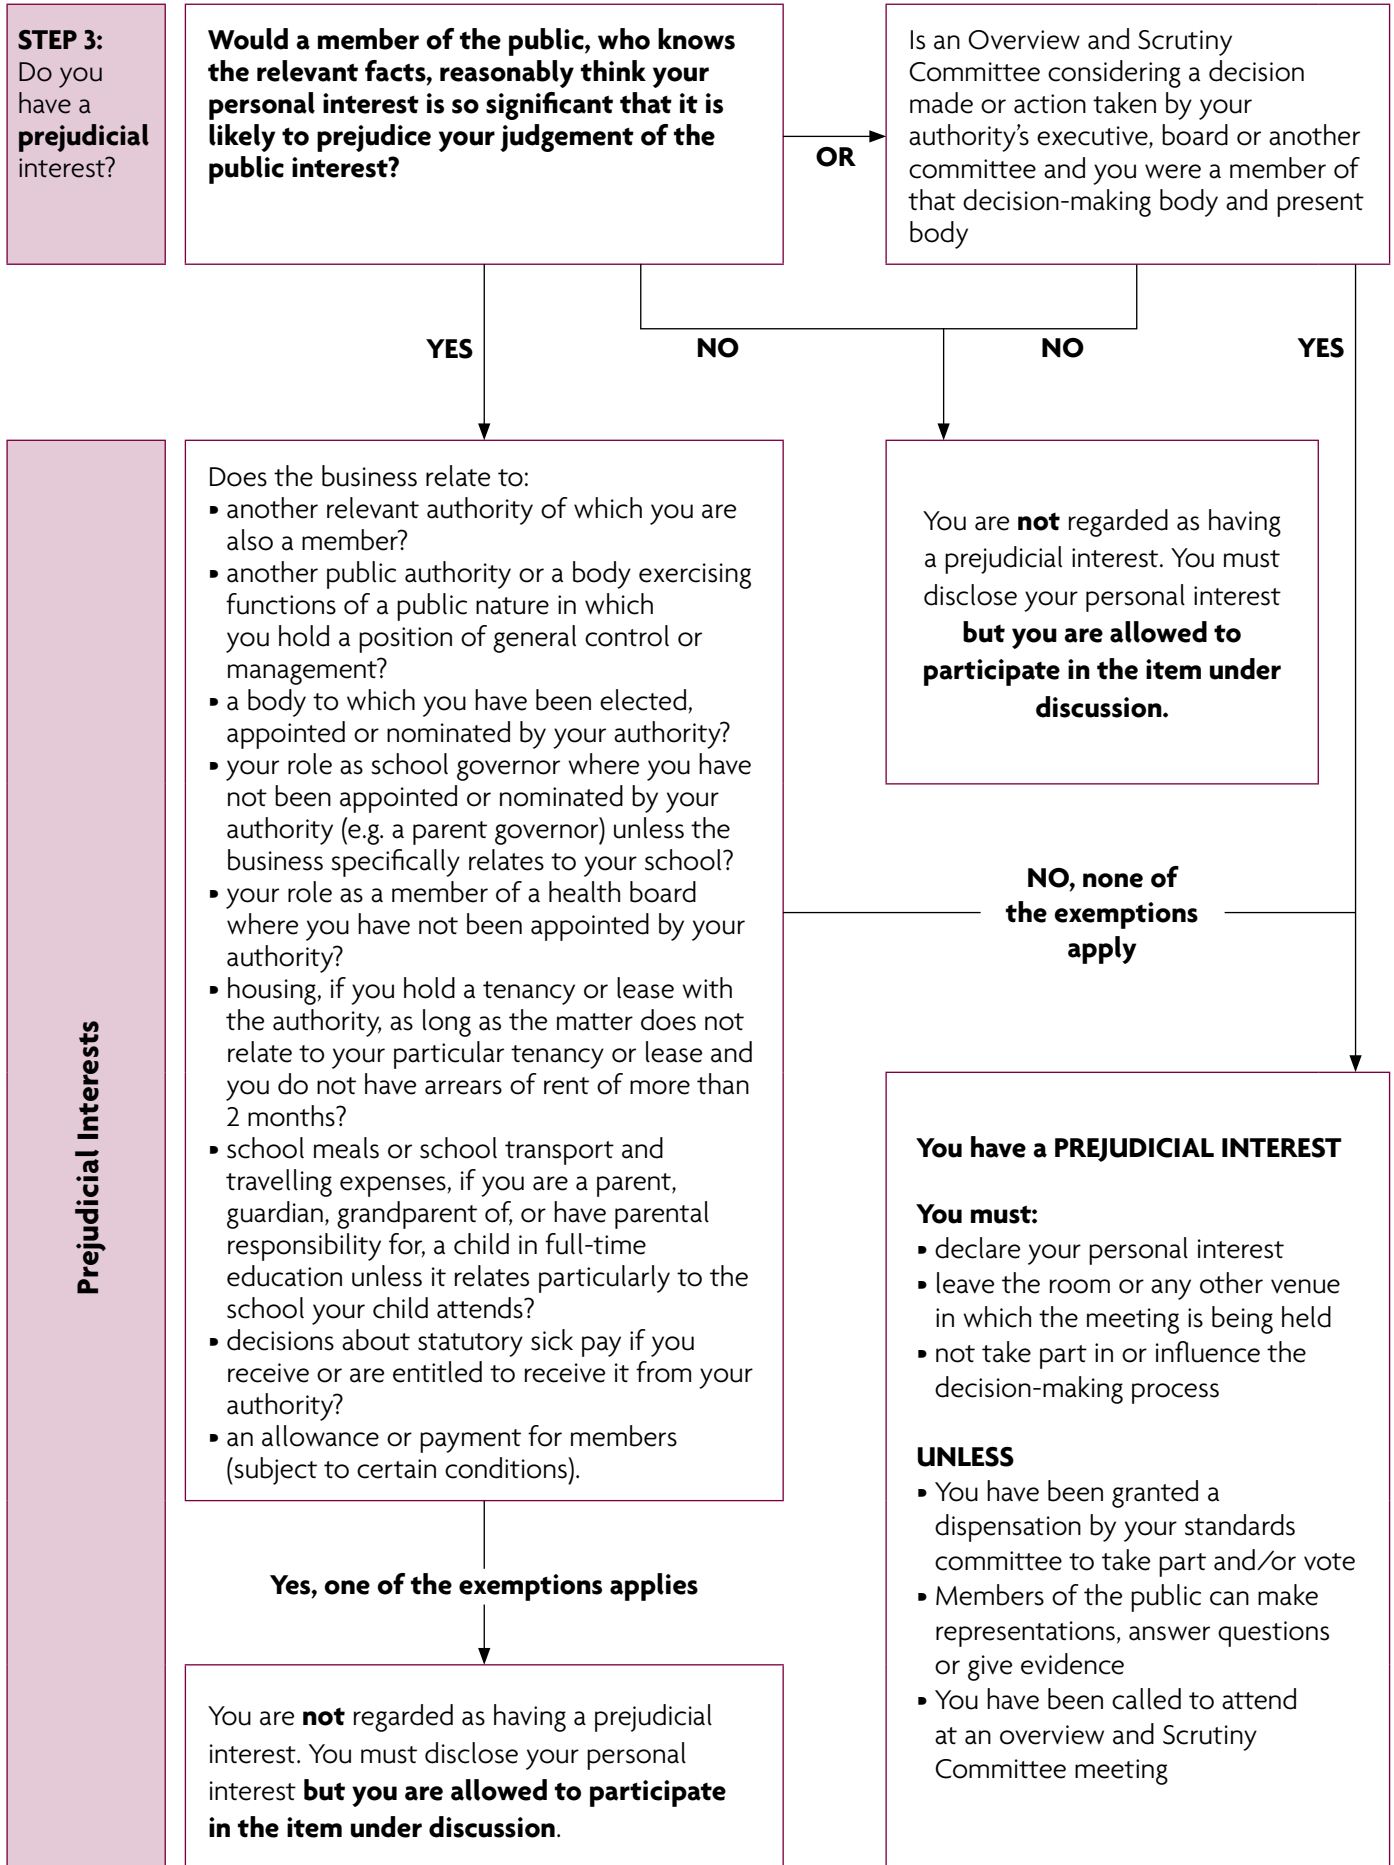 STEP 3:
Do you
have a
prejudicial
interest?
Would a member of the public, who knows
the relevant facts, reasonably think your
personal interest is so significant that it is
likely to prejudice your judgement of the
public interest?
OR
Is an Overview and Scrutiny
Committee considering a decision
made or action taken by your
authority’s executive, board or another
committee and you were a member of
that decision-making body and present
body
YES
NO
NO
YES
Prejudicial Interests
Does the business relate to:
• another relevant authority of which you are
also a member?
• another public authority or a body exercising
functions of a public nature in which
you hold a position of general control or
management?
• a body to which you have been elected,
appointed or nominated by your authority?
• your role as school governor where you have
not been appointed or nominated by your
authority (e.g. a parent governor) unless the
business specifically relates to your school?
• your role as a member of a health board
where you have not been appointed by your
authority?
• housing, if you hold a tenancy or lease with
the authority, as long as the matter does not
relate to your particular tenancy or lease and
you do not have arrears of rent of more than
2 months?
• school meals or school transport and
travelling expenses, if you are a parent,
guardian, grandparent of, or have parental
responsibility for, a child in full-time
education unless it relates particularly to the
school your child attends?
• decisions about statutory sick pay if you
receive or are entitled to receive it from your
authority?
• an allowance or payment for members
(subject to certain conditions).
You are not regarded as having
a prejudicial interest. You must
disclose your personal interest
but you are allowed to
participate in the item under
discussion.
NO, none of
the exemptions
apply
Yes, one of the exemptions applies
You are not regarded as having a prejudicial
interest. You must disclose your personal
interest but you are allowed to participate
in the item under discussion.
You have a PREJUDICIAL INTEREST
You must:
• declare your personal interest
• leave the room or any other venue
in which the meeting is being held
• not take part in or influence the
decision-making process
UNLESS
• You have been granted a
dispensation by your standards
committee to take part and/or vote
• Members of the public can make
representations, answer questions
or give evidence
• You have been called to attend
at an overview and Scrutiny
Committee meeting